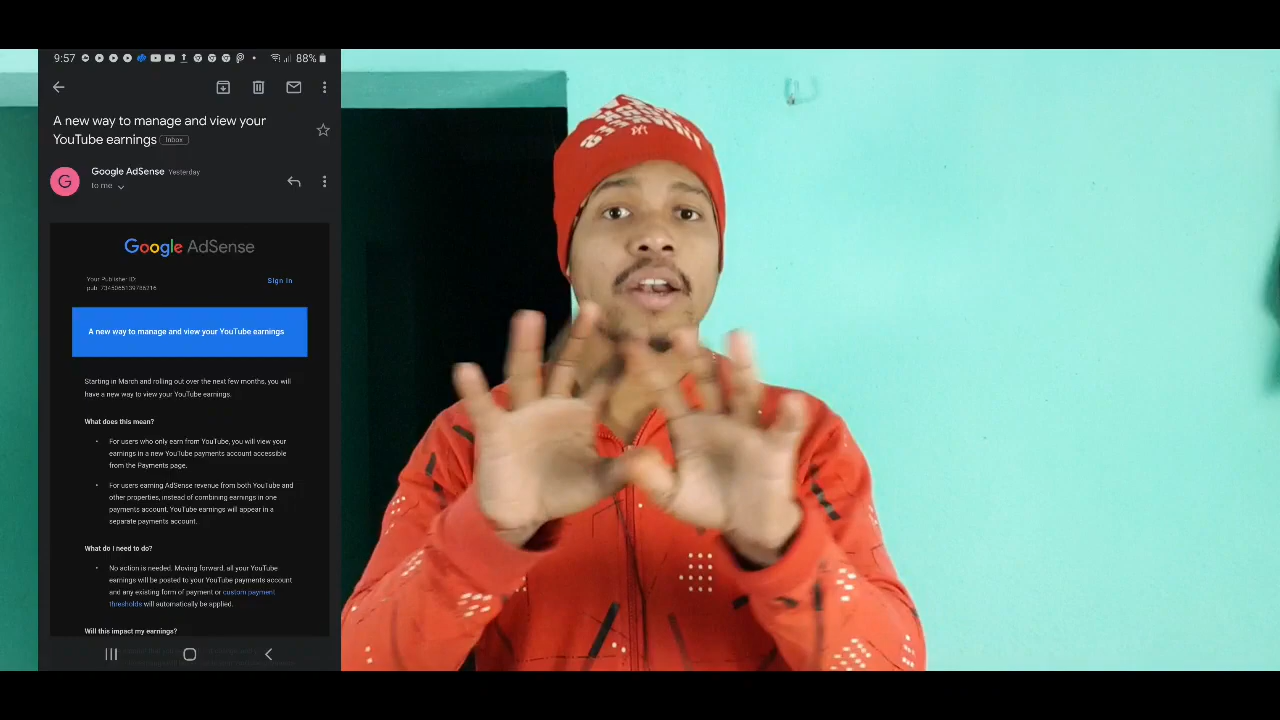 9:57
88%
A new way to manage and view your
YouTube earnings Inbox
Google AdSense Yesterday
to me
G
Google AdSense
Your Publisher ID:
Sign in
A new way to manage and view your YouTube earnings
Starting in March and rolling out over the next few months, you will
have a new way to view your YouTube earnings.
What does this mean?
• For users who only earn from YouTube, you will view your
earnings in a new YouTube payments account accessible
from the Payments page.
• For users earning AdSense revenue from both YouTube and
other properties, instead of combining earnings in one
payments account, YouTube earnings will appear in a
separate payments account.
What do I need to do?
• No action is needed. Moving forward, all your YouTube
earnings will be posted to your YouTube payments account
and any existing form of payment or custom payment
thresholds will automatically be applied.
Will this impact my earnings?